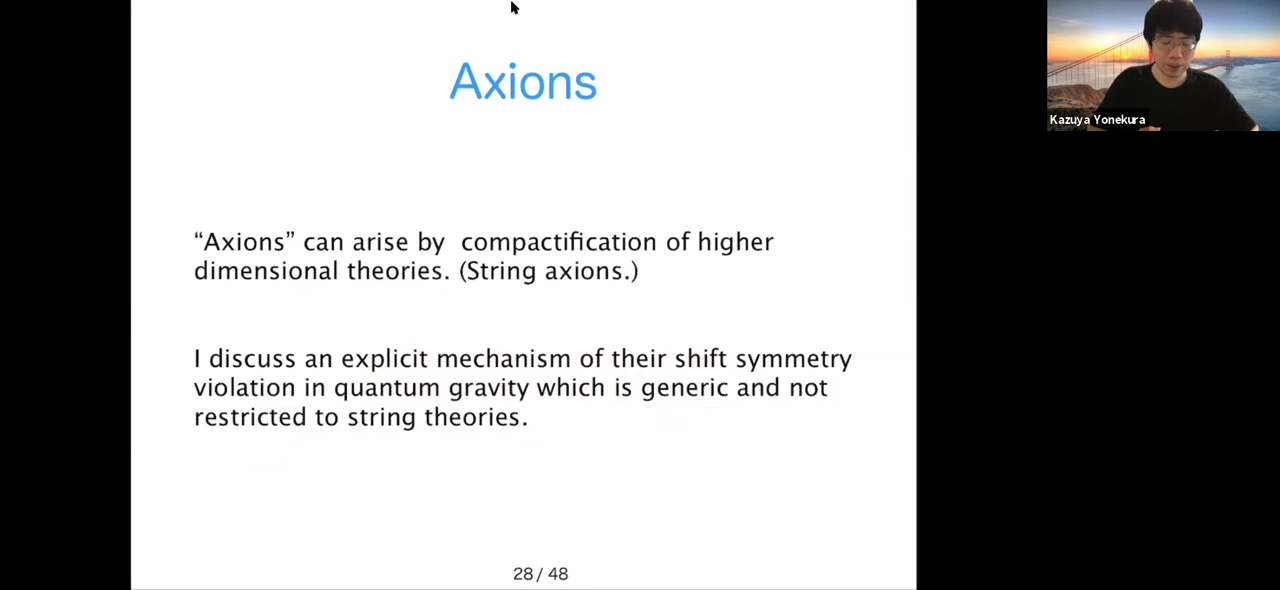 Axions
“Axions” can arise by  compactification of higher
dimensional theories. (String axions.)
I discuss an explicit mechanism of their shift symmetry
violation in quantum gravity which is generic and not
restricted to string theories.
28 / 48
Kazuya Yonekura